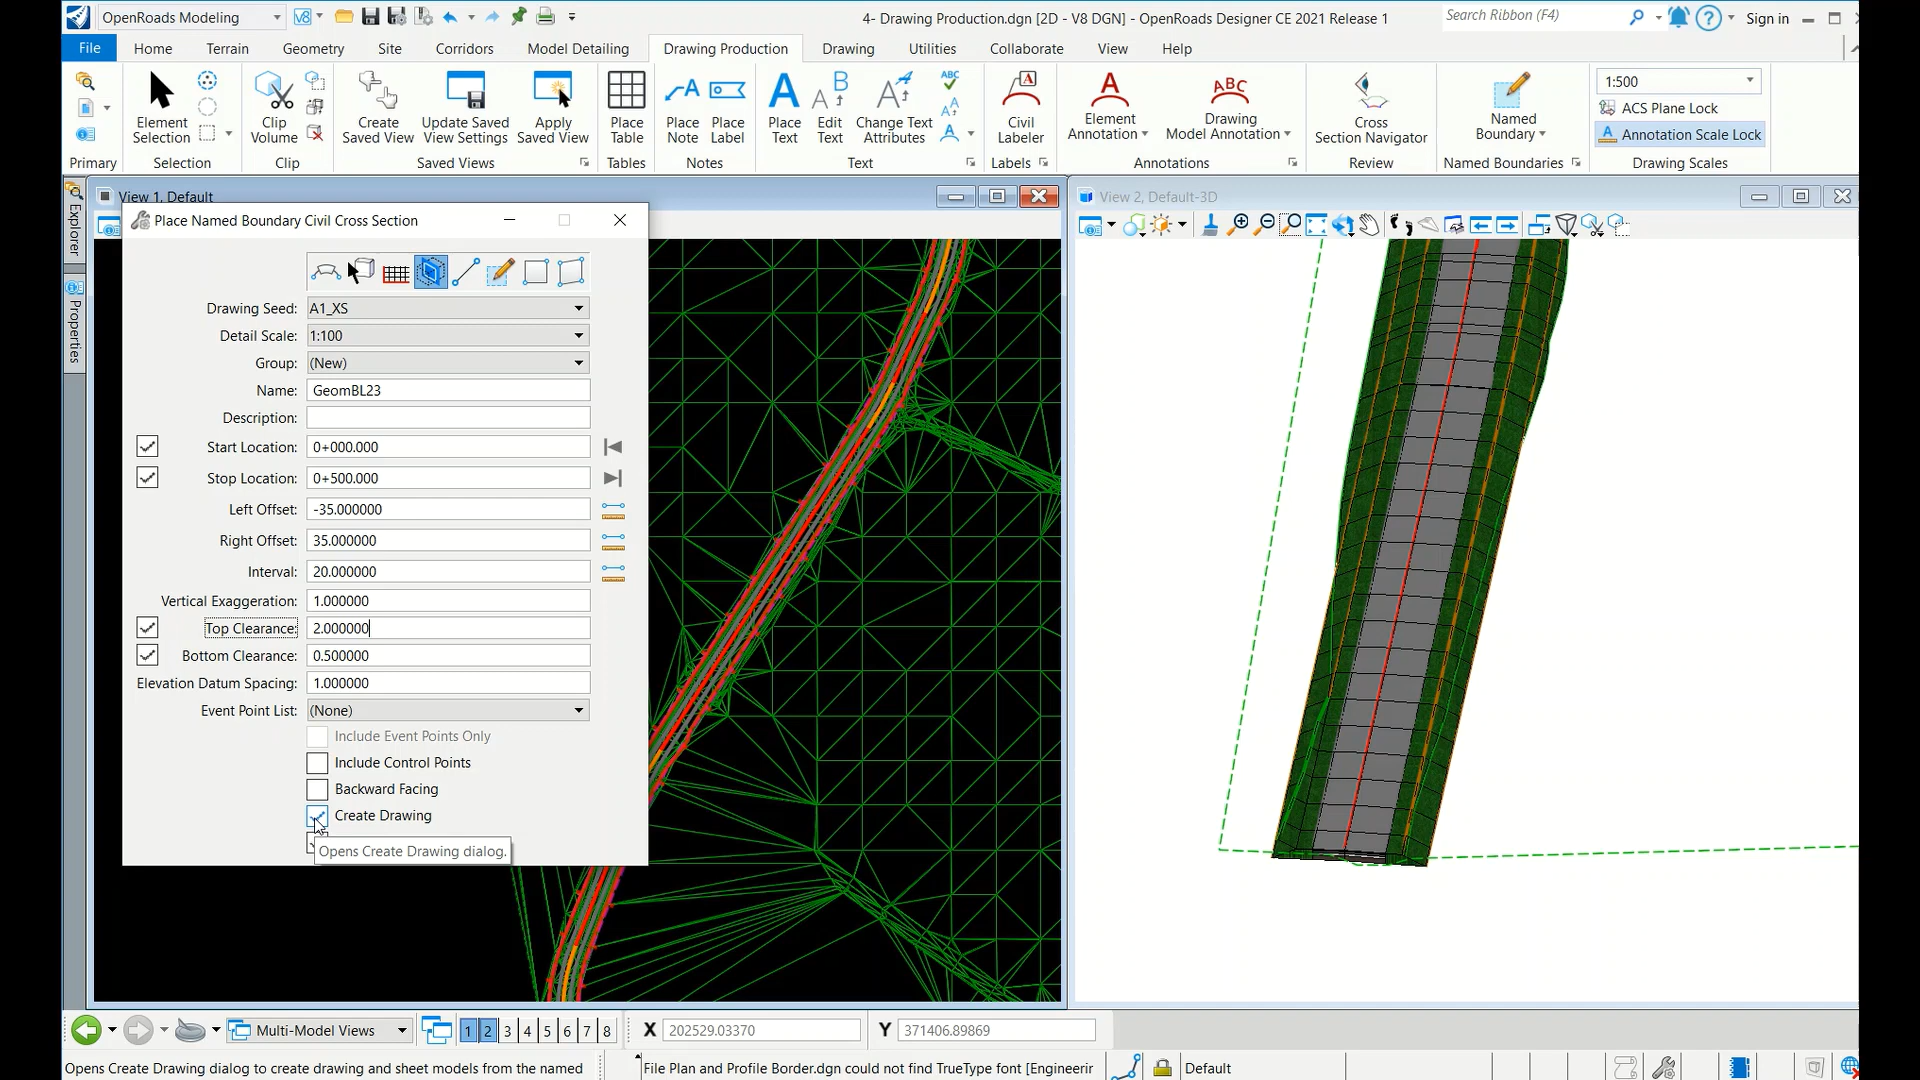 OpenRoads Modeling
4- Drawing Production.dgn [2D - V8 DGN] - OpenRoads Designer CE 2021 Release 1
Search Ribbon (F4)
Sign in
File Home Terrain Geometry Site Corridors Model Detailing Drawing Production Drawing Utilities Collaborate View Help
Element Selection
Clip Volume
Create Saved View
Update Saved View Settings
Apply Saved View
Place Table
Place Note
Place Label
Place Text
Edit Text
Change Text Attributes
Civil Labeler
Element Annotation
Drawing Model Annotation
Cross Section Navigator
Named Boundary
1:500
ACS Plane Lock
Annotation Scale Lock
Primary Selection Clip Saved Views Tables Notes Text Labels Annotations Review Named Boundaries Drawing Scales
Explorer
Properties
View 1, Default
View 2, Default-3D
Place Named Boundary Civil Cross Section
Drawing Seed: A1_XS
Detail Scale: 1:100
Group: (New)
Name: GeomBL23
Description:
Start Location: 0+000.000
Stop Location: 0+500.000
Left Offset: -35.000000
Right Offset: 35.000000
Interval: 20.000000
Vertical Exaggeration: 1.000000
Top Clearance: 2.000000
Bottom Clearance: 0.500000
Elevation Datum Spacing: 1.000000
Event Point List: (None)
Include Event Points Only
Include Control Points
Backward Facing
Create Drawing
Opens Create Drawing dialog.
Multi-Model Views 1 2 3 4 5 6 7 8 X 202529.03370 Y 371406.89869
Opens Create Drawing dialog to create drawing and sheet models from the named
File Plan and Profile Border.dgn could not find TrueType font [Engineerir
Default